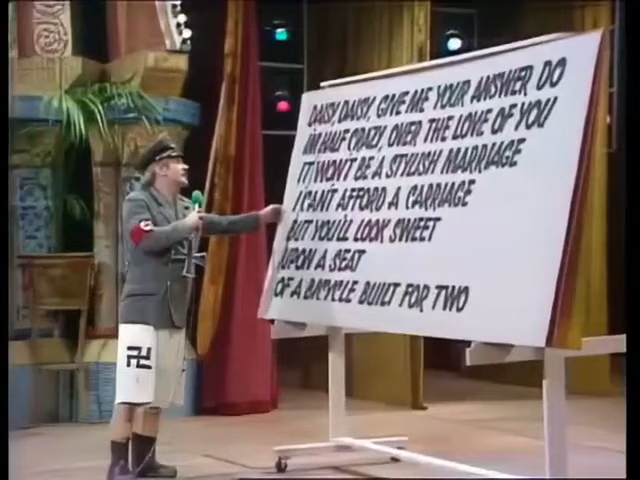 DAISY DAISY, GIVE ME YOUR ANSWER DO
I'M HALF CRAZY, OVER THE LOVE OF YOU
IT WON'T BE A STYLISH MARRIAGE
I CAN'T AFFORD A CARRIAGE
BUT YOU'LL LOOK SWEET
UPON A SEAT
OF A BICYCLE BUILT FOR TWO